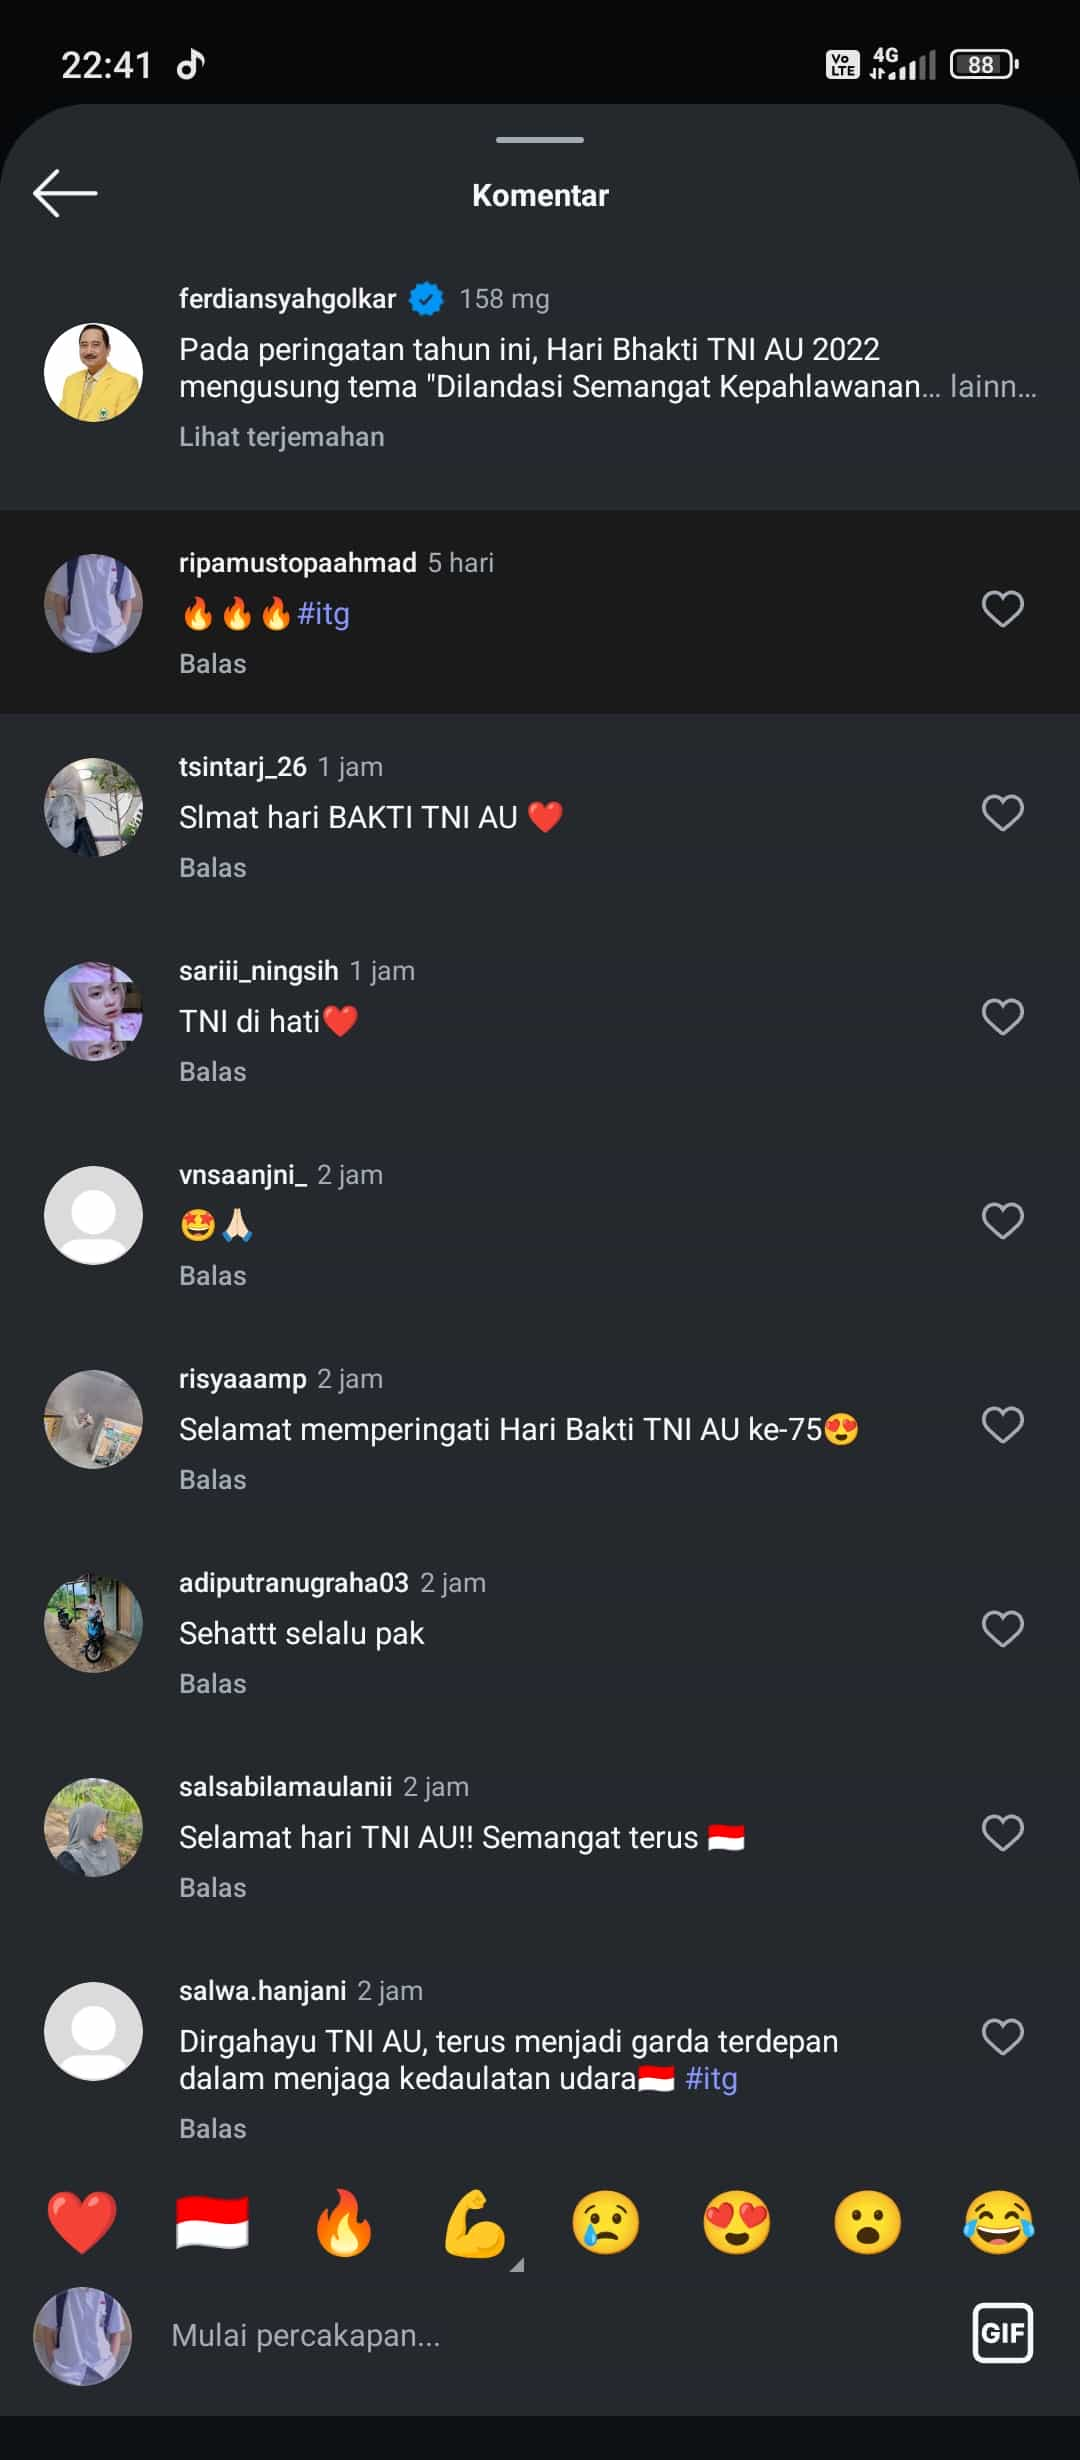 22:41
Vo LTE 4G 88
Komentar
ferdiansyahgolkar 158 mg
Pada peringatan tahun ini, Hari Bhakti TNI AU 2022
mengusung tema "Dilandasi Semangat Kepahlawanan... lainn...
Lihat terjemahan
ripamustopaahmad 5 hari
🔥🔥🔥#itg
Balas
tsintarj_26 1 jam
Slmat hari BAKTI TNI AU ❤️
Balas
sariii_ningsih 1 jam
TNI di hati❤️
Balas
vnsaanjni_ 2 jam
🤩🙏🏻
Balas
risyaaamp 2 jam
Selamat memperingati Hari Bakti TNI AU ke-75😍
Balas
adiputranugraha03 2 jam
Sehattt selalu pak
Balas
salsabilamaulanii 2 jam
Selamat hari TNI AU!! Semangat terus 🇮🇩
Balas
salwa.hanjani 2 jam
Dirgahayu TNI AU, terus menjadi garda terdepan
dalam menjaga kedaulatan udara🇮🇩 #itg
Balas
❤️ 🇮🇩 🔥 💪 😢 😍 😮 😂
Mulai percakapan...
GIF